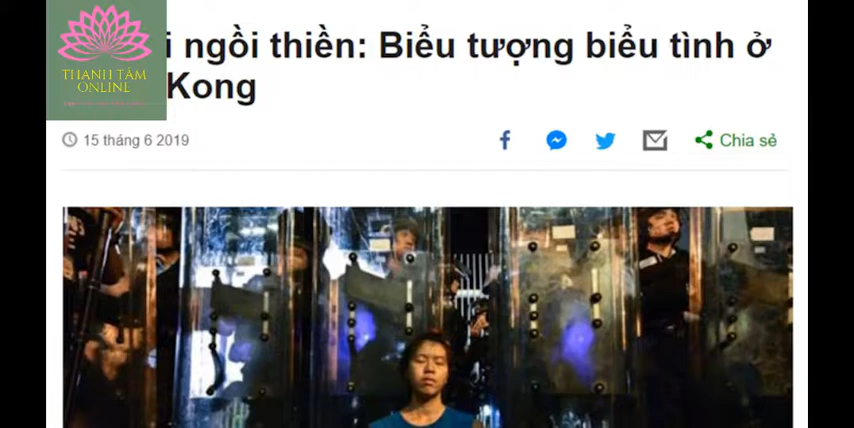 THANH TÂM
ONLINE
i ngồi thiền: Biểu tượng biểu tình ở
Kong
15 tháng 6 2019
Chia sẻ